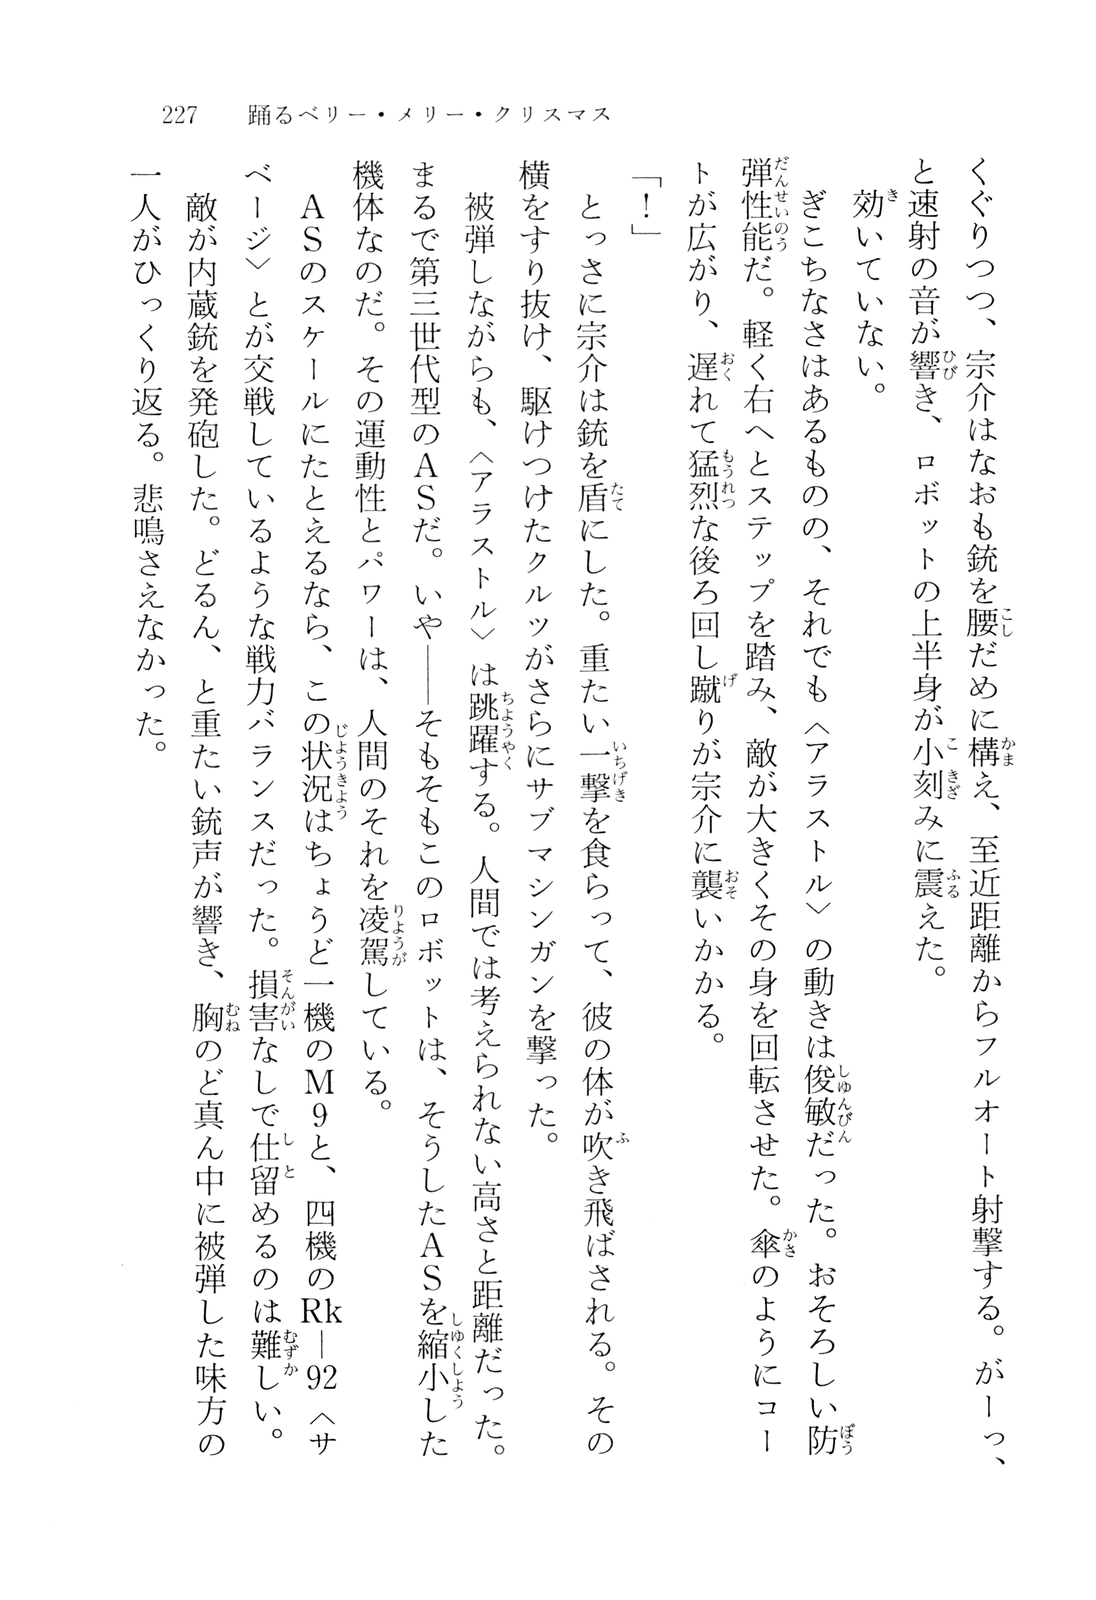 227　踊るベリー・メリー・クリスマス
くぐりつつ、宗介はなおも銃を腰だめに構え、至近距離からフルオート射撃する。がーっ、
と速射の音が響き、ロボットの上半身が小刻みに震えた。
　効いていない。
　ぎこちなさはあるものの、それでも〈アラストル〉の動きは俊敏だった。おそろしい防
弾性能だ。軽く右へとステップを踏み、敵が大きくその身を回転させた。傘のようにコー
トが広がり、遅れて猛烈な後ろ回し蹴りが宗介に襲いかかる。
「！」
　とっさに宗介は銃を盾にした。重たい一撃を食らって、彼の体が吹き飛ばされる。その
横をすり抜け、駆けつけたクルツがさらにサブマシンガンを撃った。
　被弾しながらも、〈アラストル〉は跳躍する。人間では考えられない高さと距離だった。
まるで第三世代型のＡＳだ。いや――そもそもこのロボットは、そうしたＡＳを縮小した
機体なのだ。その運動性とパワーは、人間のそれを凌駕している。
　ＡＳのスケールにたとえるなら、この状況はちょうど一機のＭ９と、四機のRk―92〈サ
ベージ〉とが交戦しているような戦力バランスだった。損害なしで仕留めるのは難しい。
　敵が内蔵銃を発砲した。どるん、と重たい銃声が響き、胸のど真ん中に被弾した味方の
一人がひっくり返る。悲鳴さえなかった。